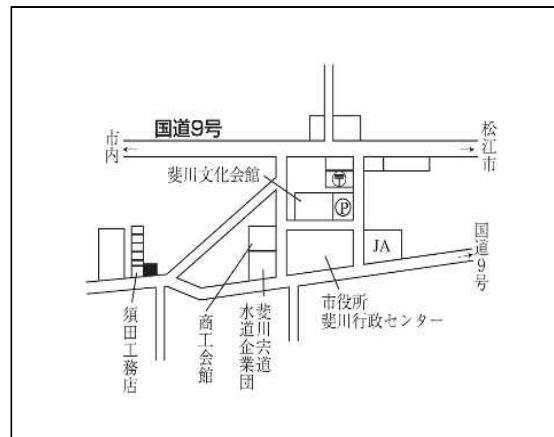 国道9号
市内
松江市
斐川文化会館
〒
P
国道9号
JA
市役所
斐川行政センター
斐川宍道
水道企業団
商工会館
須田工務店